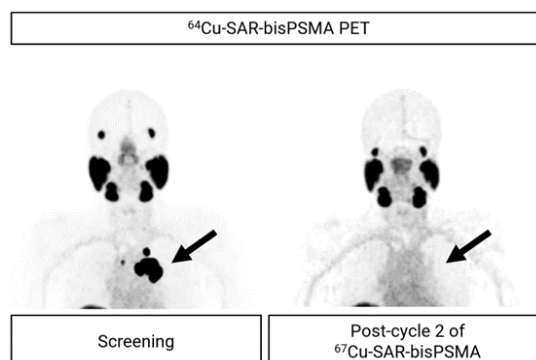 ⁶⁴Cu-SAR-bisPSMA PET
Screening
Post-cycle 2 of
⁶⁷Cu-SAR-bisPSMA